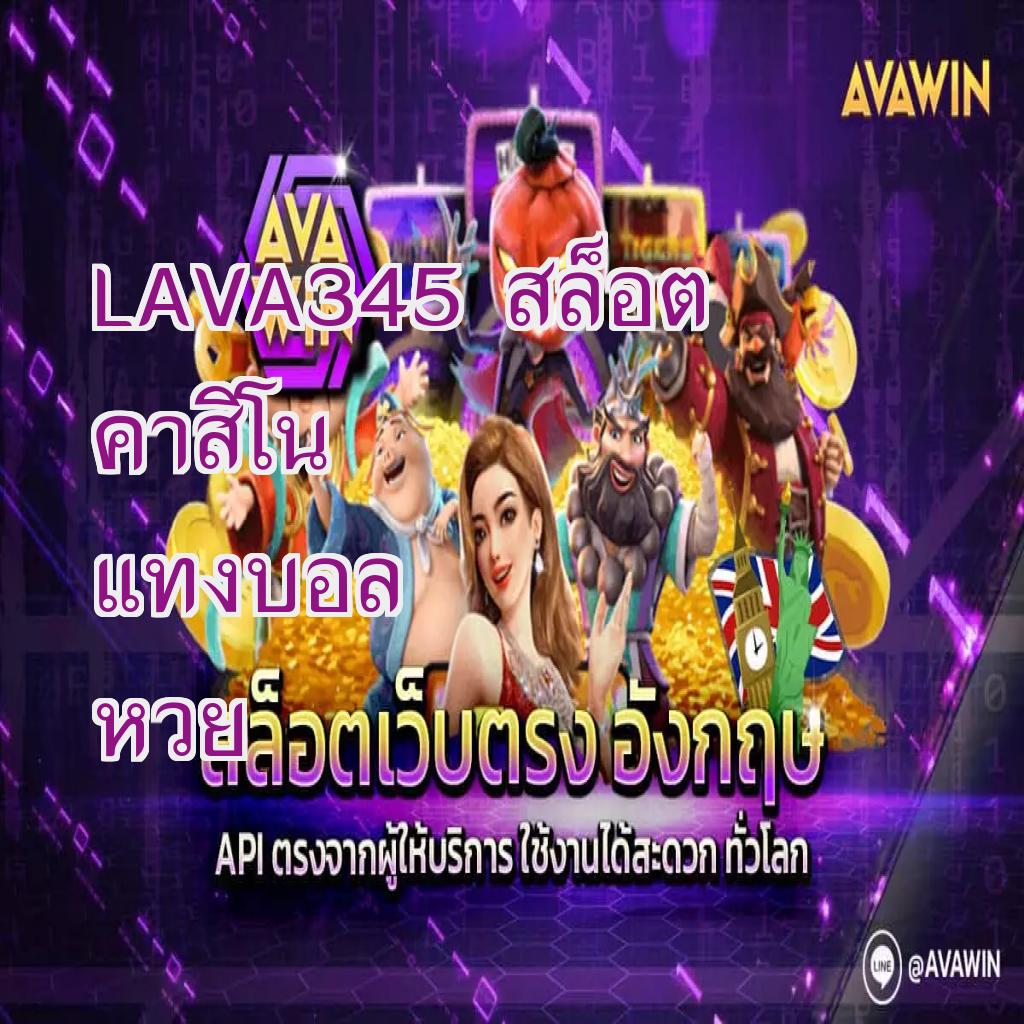 AVAWIN
AVA
WIN
TIGERS
LAVA345 สล็อต
คาสิโน
แทงบอล
หวย
สล็อตเว็บตรง อังกฤษ
API ตรงจากผู้ให้บริการ ใช้งานได้สะดวก ทั่วโลก
LINE @AVAWIN